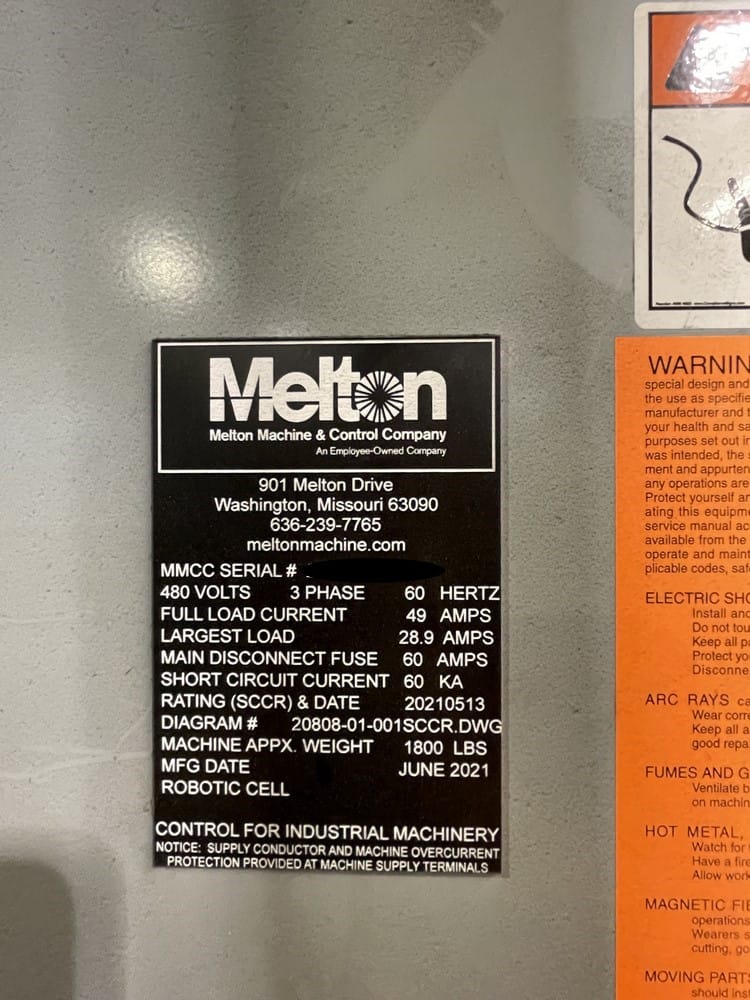 Melton
Melton Machine & Control Company
An Employee-Owned Company
901 Melton Drive
Washington, Missouri 63090
636-239-7765
meltonmachine.com
MMCC SERIAL #
480 VOLTS 3 PHASE 60 HERTZ
FULL LOAD CURRENT 49 AMPS
LARGEST LOAD 28.9 AMPS
MAIN DISCONNECT FUSE 60 AMPS
SHORT CIRCUIT CURRENT 60 KA
RATING (SCCR) & DATE 20210513
DIAGRAM # 20808-01-001SCCR.DWG
MACHINE APPX. WEIGHT 1800 LBS
MFG DATE JUNE 2021
ROBOTIC CELL
CONTROL FOR INDUSTRIAL MACHINERY
NOTICE: SUPPLY CONDUCTOR AND MACHINE OVERCURRENT
PROTECTION PROVIDED AT MACHINE SUPPLY TERMINALS
WARNIN
special design and
the use as specifie
manufacturer and t
your health and sa
purposes set out in
was intended, the s
ment and appurten
any operations are
Protect yourself an
ating this equipme
service manual ac
available from the
operate and maint
plicable codes, safe
ELECTRIC SHO
Install and
Do not tou
Keep all pa
Protect yo
Disconne
ARC RAYS ca
Wear corre
Keep all a
good repa
FUMES AND G
Ventilate b
on machin
HOT METAL,
Watch for
Have a fire
Allow work
MAGNETIC FIE
operations
Wearers s
cutting, go
MOVING PARTS
should inst